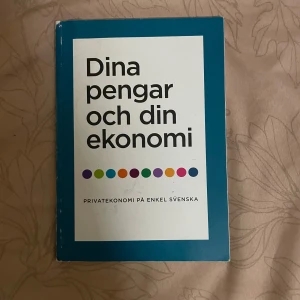 Dina
pengar
och din
ekonomi
PRIVATEKONOMI PÅ ENKEL SVENSKA